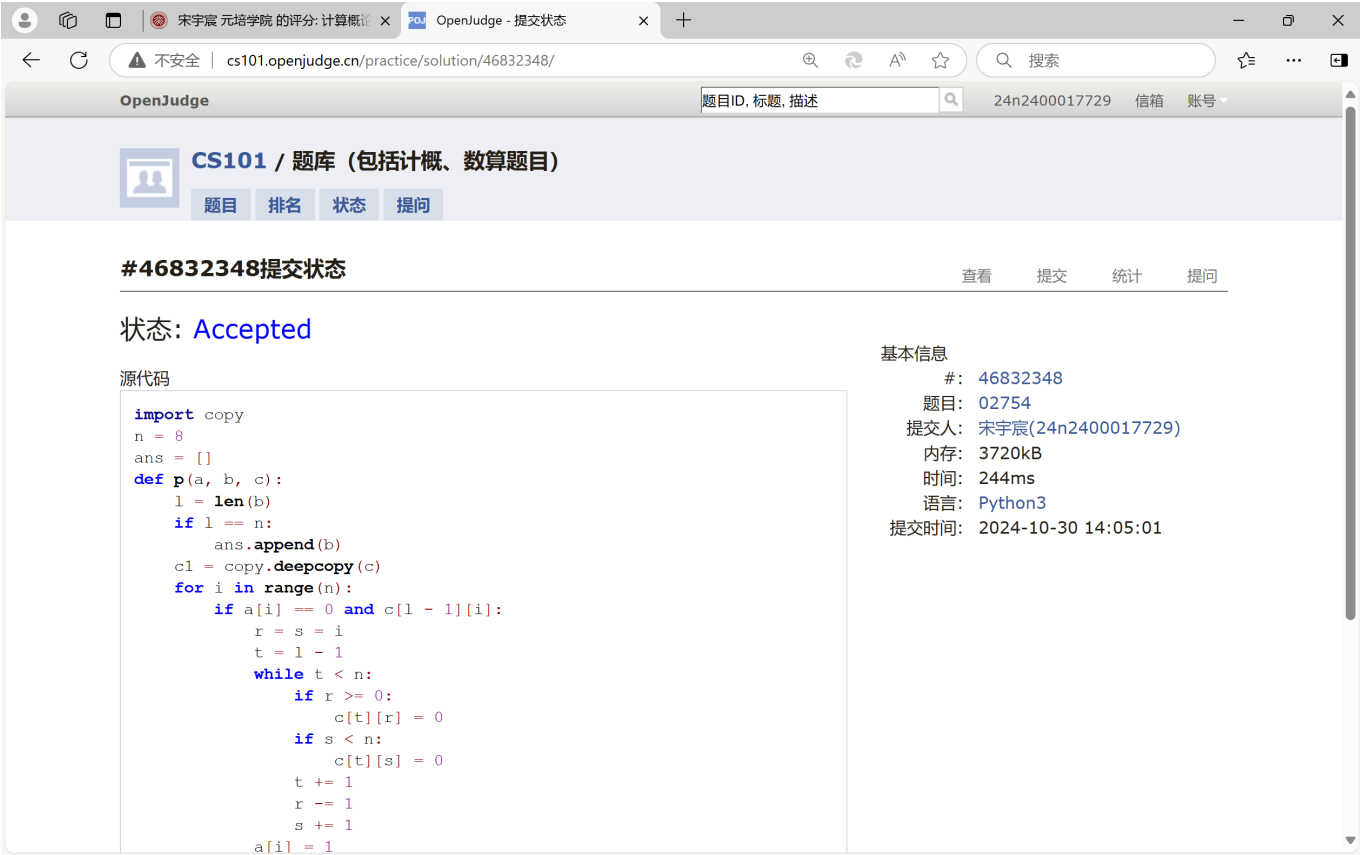 宋宇宸 元培学院 的评分: 计算概论
OpenJudge - 提交状态
不安全
cs101.openjudge.cn/practice/solution/46832348/
搜索
OpenJudge
题目ID, 标题, 描述
24n2400017729 信箱 账号
CS101 / 题库（包括计概、数算题目）
题目 排名 状态 提问
#46832348提交状态
查看 提交 统计 提问
状态: Accepted
源代码
import copy
n = 8
ans = []
def p(a, b, c):
    l = len(b)
    if l == n:
        ans.append(b)
    c1 = copy.deepcopy(c)
    for i in range(n):
        if a[i] == 0 and c[l - 1][i]:
            r = s = i
            t = l - 1
            while t < n:
                if r >= 0:
                    c[t][r] = 0
                if s < n:
                    c[t][s] = 0
                t += 1
                r -= 1
                s += 1
            a[i] = 1
基本信息
#: 46832348
题目: 02754
提交人: 宋宇宸(24n2400017729)
内存: 3720kB
时间: 244ms
语言: Python3
提交时间: 2024-10-30 14:05:01